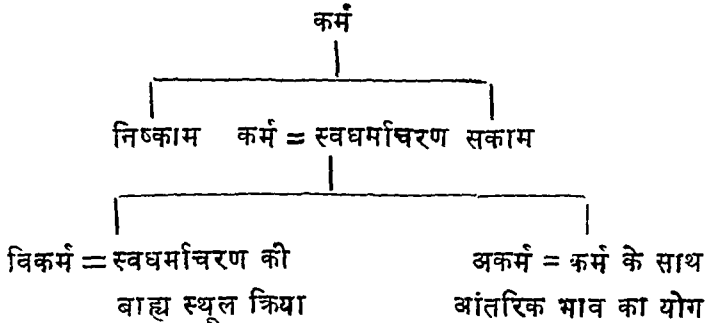 कर्म
निष्काम कर्म = स्वधर्माचरण सकाम
विकर्म = स्वधर्माचरण की अकर्म = कर्म के साथ
बाह्य स्थूल क्रिया आंतरिक भाव का योग